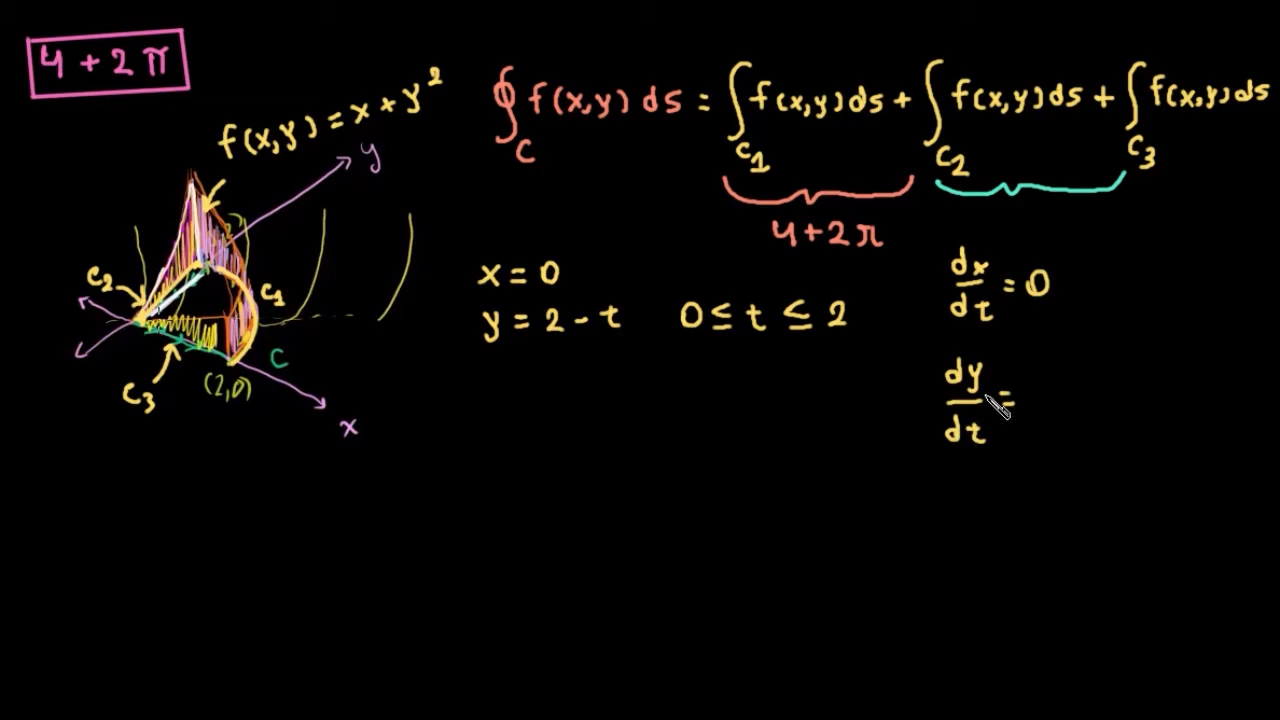 4 + 2 π
f(x,y) = x + y²
∮_C f(x,y) ds = ∫_{C₁} f(x,y) ds + ∫_{C₂} f(x,y) ds + ∫_{C₃} f(x,y) ds
4 + 2π
y
C₂
C₁
x = 0
dx/dt = 0
y = 2 - t 0 ≤ t ≤ 2
C
C₃
(2,0)
x
dy/dt =